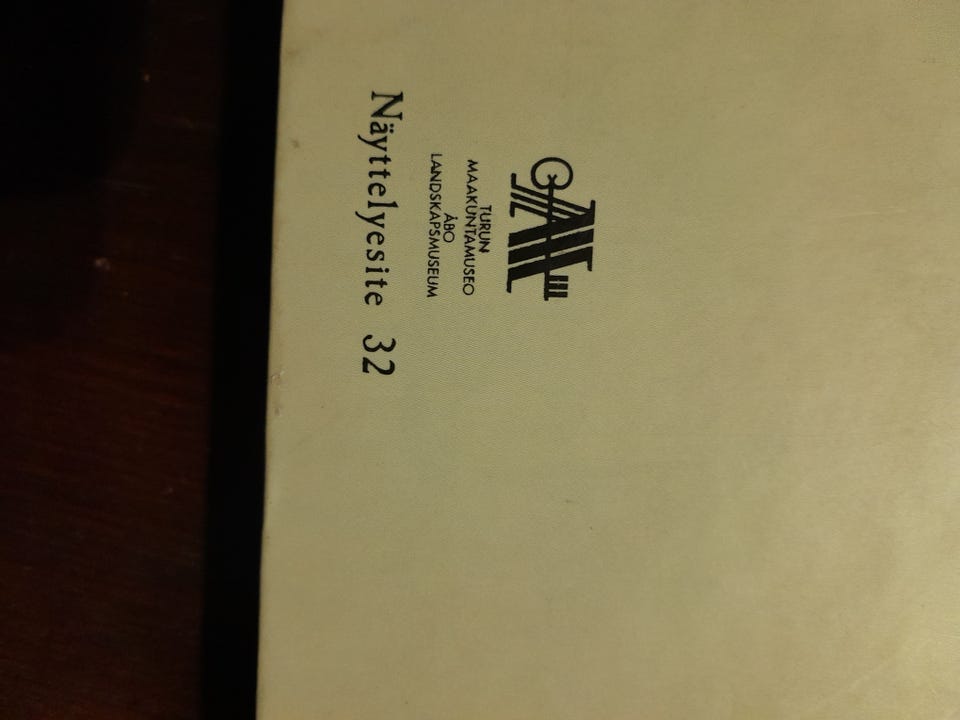 TURUN
MAAKUNTAMUSEO
ÅBO
LANDSKAPSMUSEUM
Näyttelyesite 32